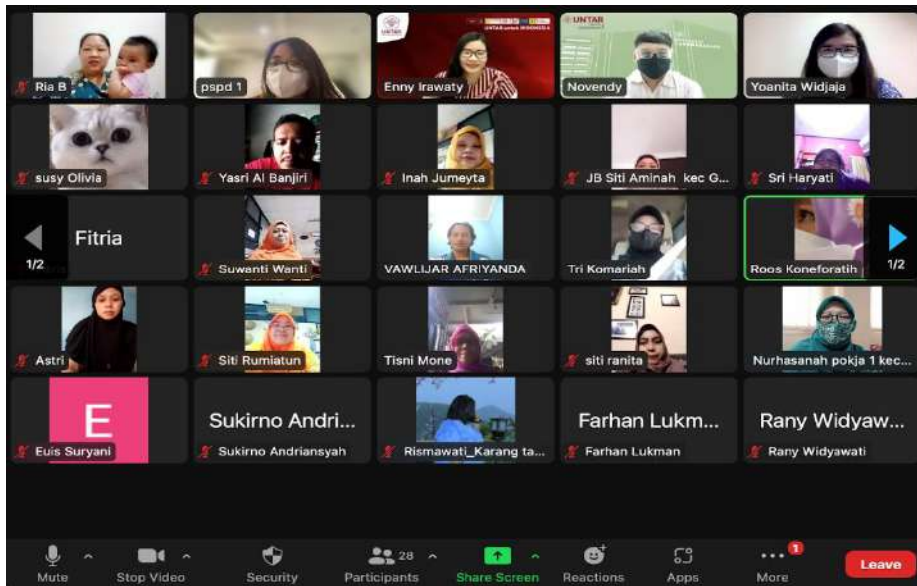 Ria B
pspd 1
UNTAR untuk INDONESIA
Enny Irawaty
UNTAR
Novendy
Yoanita Widjaja
susy Olivia
Yasri Al Banjiri
Inah Jumeyta
JB Siti Aminah kec G...
Sri Haryati
1/2
Fitria
Suwanti Wanti
VAWLIJAR AFRIYANDA
Tri Komariah
Roos Koneforatih
1/2
Astri
Siti Rumiatun
Tisni Mone
siti ranita
Nurhasanah pokja 1 kec...
E
Euis Suryani
Sukirno Andri...
Sukirno Andriansyah
Rismawati_Karang ta...
Farhan Lukm...
Farhan Lukman
Rany Widyaw...
Rany Widyawati
Mute
Stop Video
Security
28
Participants
Share Screen
Reactions
Apps
1
More
Leave